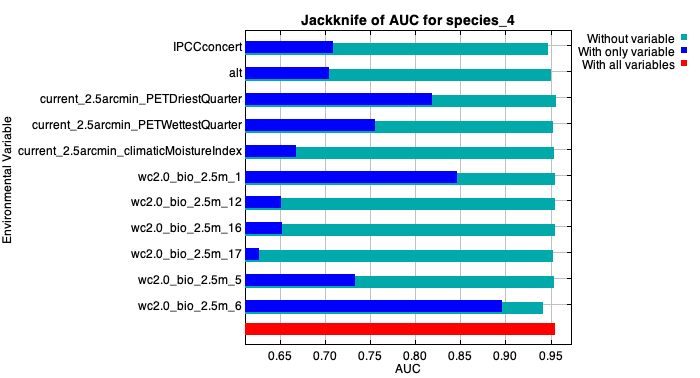 Jackknife of AUC for species_4
Without variable
With only variable
With all variables
Environmental Variable
IPCCconcert
alt
current_2.5arcmin_PETDriestQuarter
current_2.5arcmin_PETWettestQuarter
current_2.5arcmin_climaticMoistureIndex
wc2.0_bio_2.5m_1
wc2.0_bio_2.5m_12
wc2.0_bio_2.5m_16
wc2.0_bio_2.5m_17
wc2.0_bio_2.5m_5
wc2.0_bio_2.5m_6
0.65 0.70 0.75 0.80 0.85 0.90 0.95
AUC